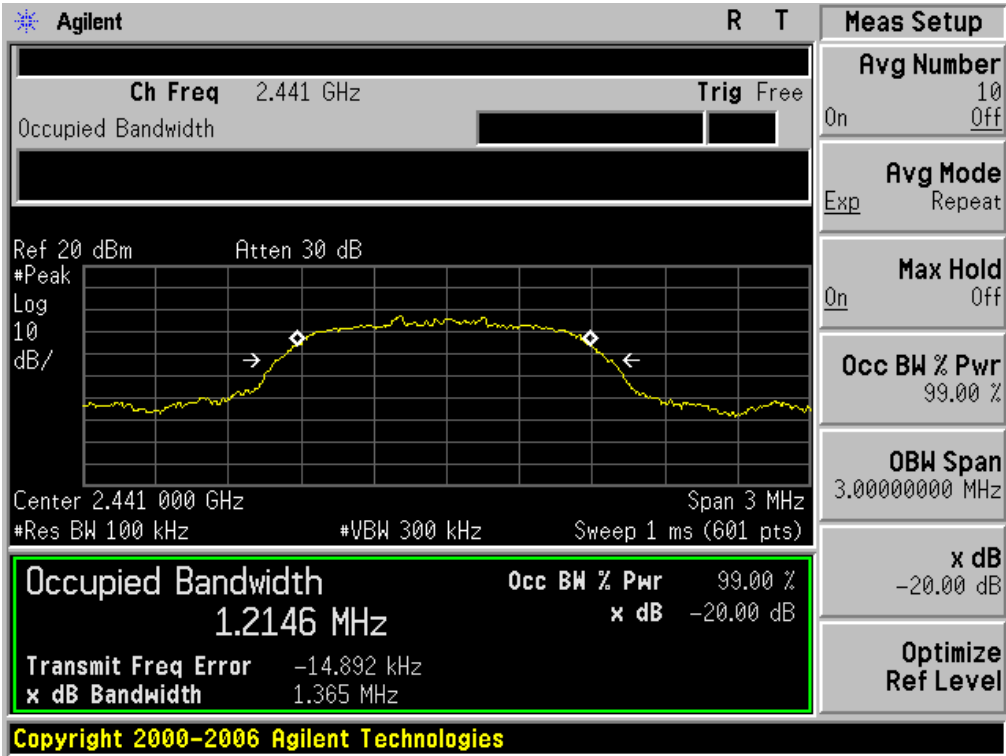 Agilent R T Meas Setup
Ch Freq 2.441 GHz Trig Free
Occupied Bandwidth
Avg Number
10
On Off
Avg Mode
Exp Repeat
Max Hold
On Off
Occ BW % Pwr
99.00 %
OBW Span
3.00000000 MHz
x dB
-20.00 dB
Optimize
Ref Level
Ref 20 dBm Atten 30 dB
#Peak
Log
10
dB/
Center 2.441 000 GHz Span 3 MHz
#Res BW 100 kHz #VBW 300 kHz Sweep 1 ms (601 pts)
Occupied Bandwidth
1.2146 MHz
Occ BW % Pwr 99.00 %
x dB -20.00 dB
Transmit Freq Error -14.892 kHz
x dB Bandwidth 1.365 MHz
Copyright 2000-2006 Agilent Technologies